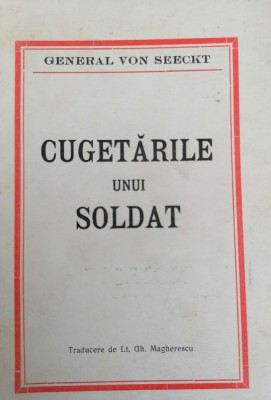 GENERAL VON SEECKT
CUGETĂRILE
UNUI
SOLDAT
Traducere de Lt. Gh. Magherescu